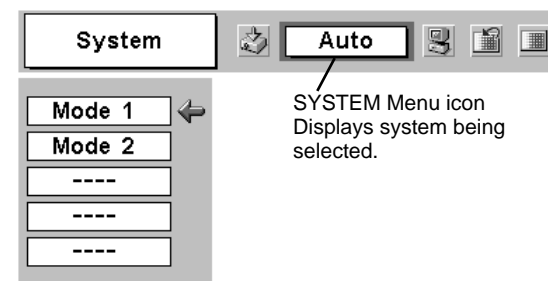 System
Auto
SYSTEM Menu icon
Displays system being
selected.
Mode 1
Mode 2
----
----
----